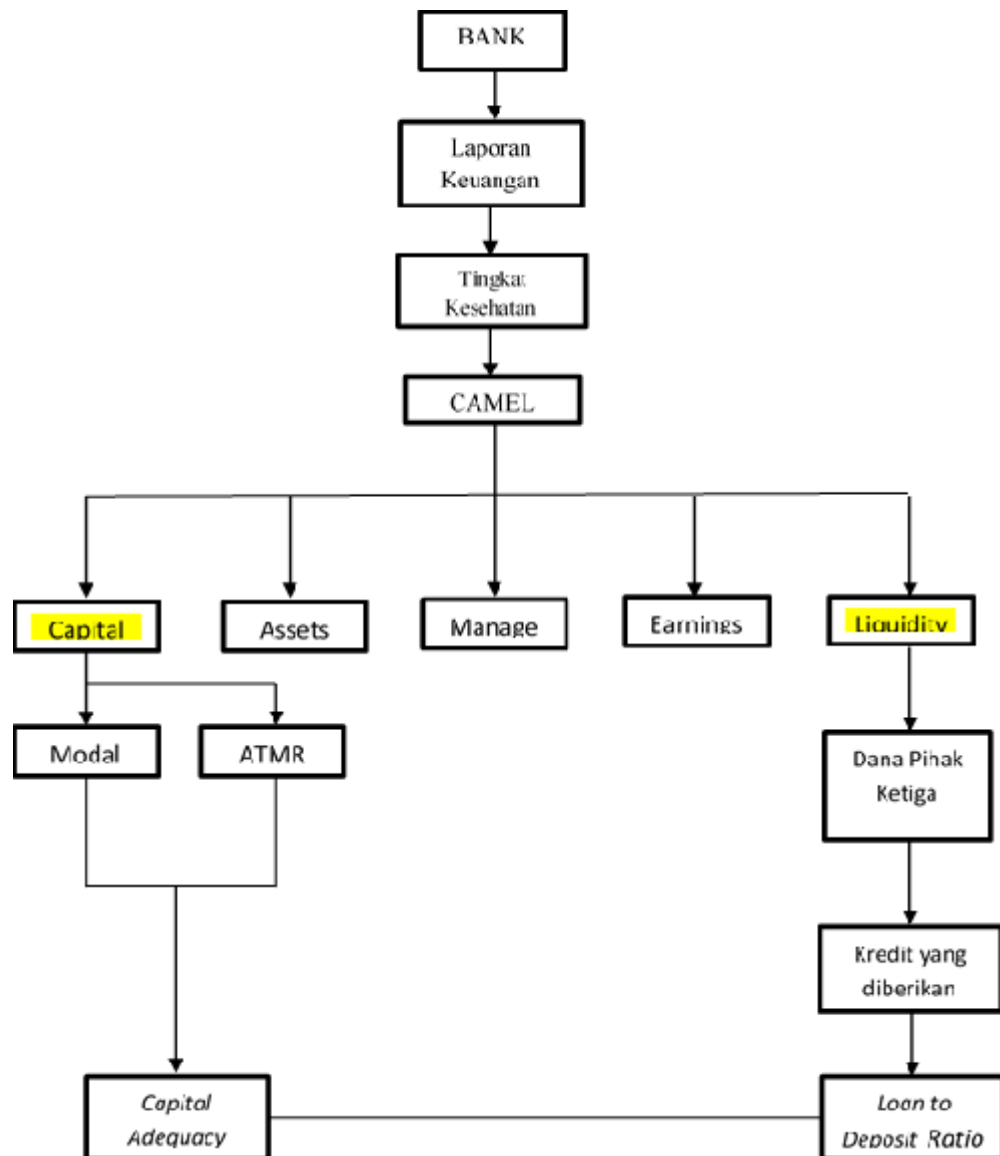 BANK
Laporan
Keuangan
Tingkat
Kesehatan
CAMEL
Capital
Assets
Manage
Earnings
Liquidity
Modal
ATMR
Dana Pihak
Ketiga
Kredit yang
diberikan
Capital
Adequacy
Loan to
Deposit Ratio